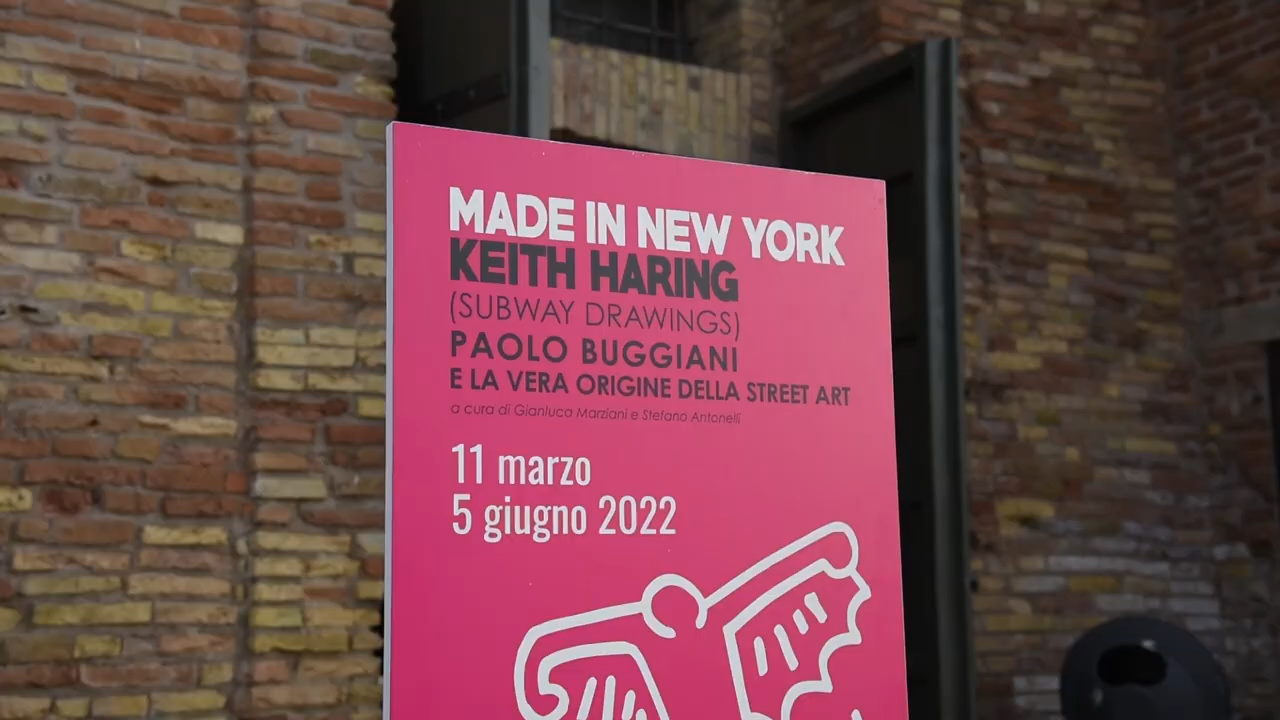 MADE IN NEW YORK
KEITH HARING
(SUBWAY DRAWINGS)
PAOLO BUGGIANI
E LA VERA ORIGINE DELLA STREET ART
a cura di Gianluca Marziani e Stefano Antonelli
11 marzo
5 giugno 2022